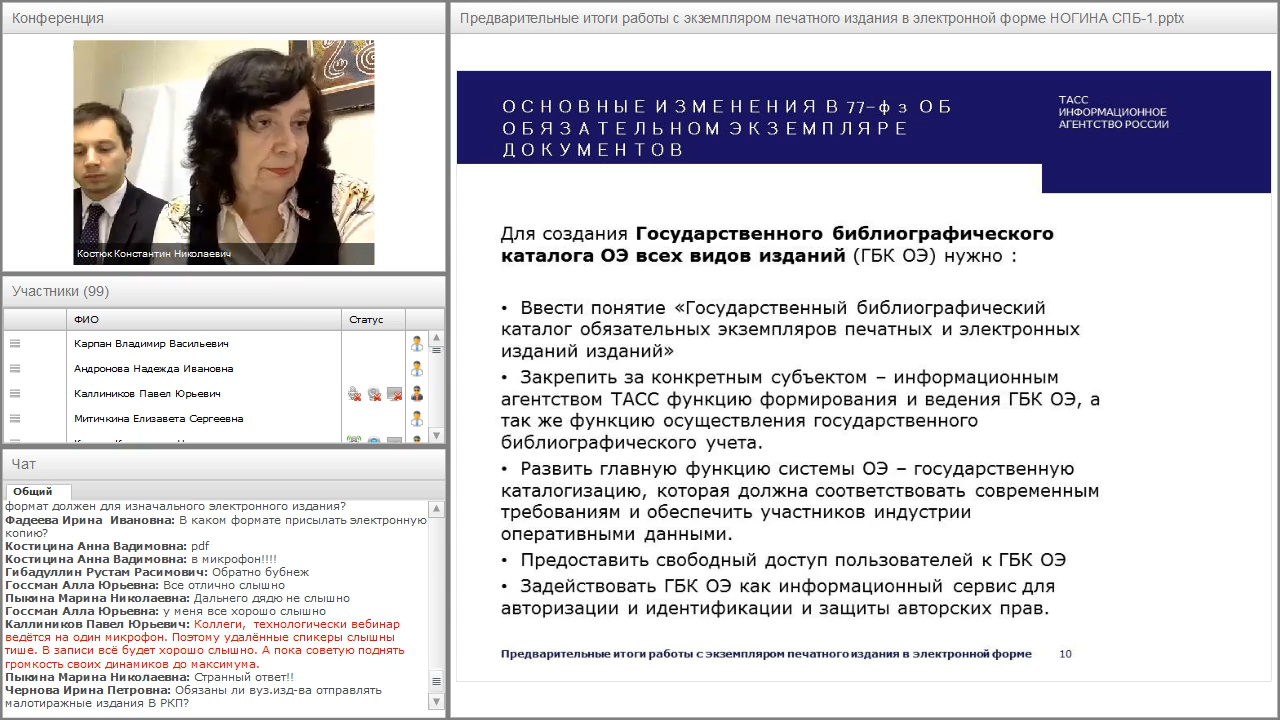 Конференция
Костюк Константин Николаевич
Участники (99)
ФИО
Статус
Карпан Владимир Васильевич
Андронова Надежда Ивановна
Каллиников Павел Юрьевич
Митичкина Елизавета Сергеевна
Чат
Общий
формат должен для изначального электронного издания?
Фадеева Ирина Ивановна: В каком формате присылать электронную
копию?
Костицина Анна Вадимовна: pdf
Костицина Анна Вадимовна: в микрофон!!!!
Гибадуллин Рустам Расимович: Обратно бубнеж
Госсман Алла Юрьевна: Все отлично слышно
Пыкина Марина Николаевна: Дальнего дядю не слышно
Госсман Алла Юрьевна: у меня все хорошо слышно
Каллиников Павел Юрьевич: Коллеги, технологически вебинар
ведётся на один микрофон. Поэтому удалённые спикеры слышны
тише. В записи всё будет хорошо слышно. А пока советую поднять
громкость своих динамиков до максимума.
Пыкина Марина Николаевна: Странный ответ!!
Чернова Ирина Петровна: Обязаны ли вуз.изд-ва отправлять
малотиражные издания В РКП?
Предварительные итоги работы с экземпляром печатного издания в электронной форме НОГИНА СПБ-1.pptx
ОСНОВНЫЕ ИЗМЕНЕНИЯ В 77-фз ОБ
ОБЯЗАТЕЛЬНОМ ЭКЗЕМПЛЯРЕ
ДОКУМЕНТОВ
ТАСС
ИНФОРМАЦИОННОЕ
АГЕНТСТВО РОССИИ
Для создания Государственного библиографического
каталога ОЭ всех видов изданий (ГБК ОЭ) нужно :
• Ввести понятие «Государственный библиографический
каталог обязательных экземпляров печатных и электронных
изданий изданий»
• Закрепить за конкретным субъектом – информационным
агентством ТАСС функцию формирования и ведения ГБК ОЭ, а
так же функцию осуществления государственного
библиографического учета.
• Развить главную функцию системы ОЭ – государственную
каталогизацию, которая должна соответствовать современным
требованиям и обеспечить участников индустрии
оперативными данными.
• Предоставить свободный доступ пользователей к ГБК ОЭ
• Задействовать ГБК ОЭ как информационный сервис для
авторизации и идентификации и защиты авторских прав.
Предварительные итоги работы с экземпляром печатного издания в электронной форме 10